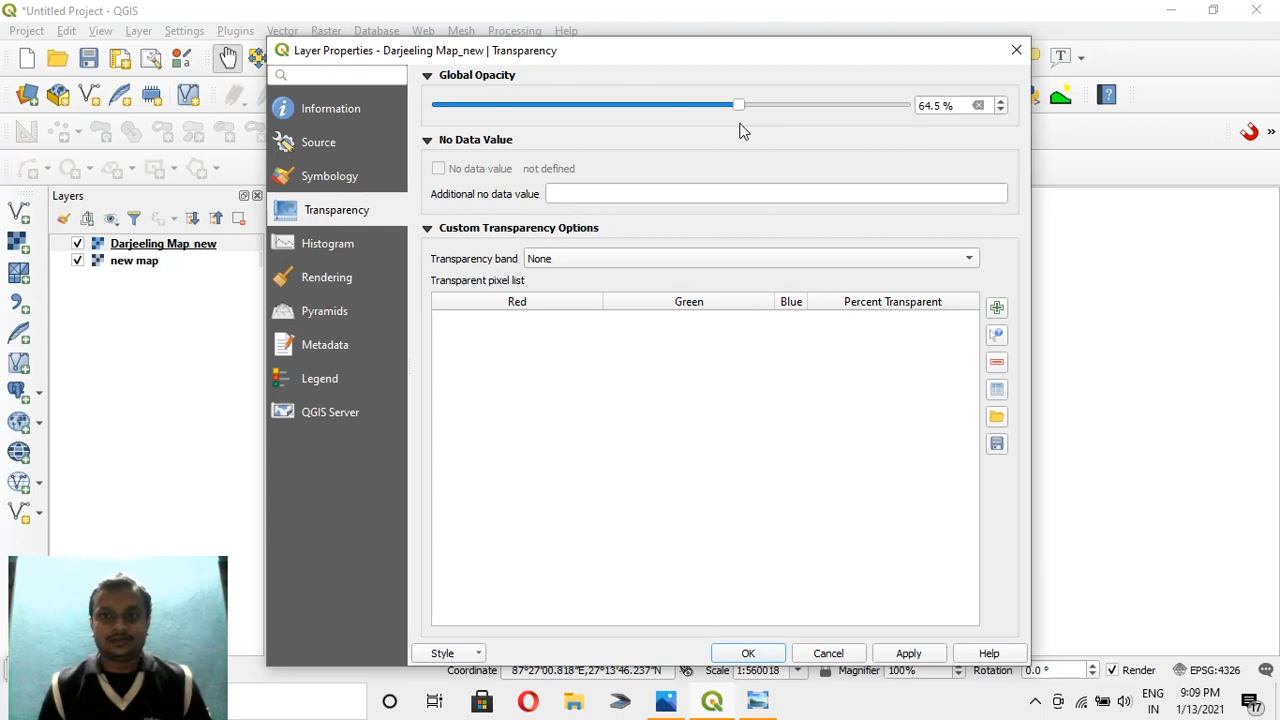 *Untitled Project - QGIS
Project Edit View Layer Settings Plugins Vector Raster Database Web Mesh Processing Help
Layer Properties - Darjeeling Map_new | Transparency
Information
Source
Symbology
Transparency
Histogram
Rendering
Pyramids
Metadata
Legend
QGIS Server
Global Opacity
64.5 %
No Data Value
No data value not defined
Additional no data value
Custom Transparency Options
Transparency band None
Transparent pixel list
Red Green Blue Percent Transparent
Style OK Cancel Apply Help
Layers
Darjeeling Map_new
new map
Coordinate 87°27'00.818"E,27°13'46.237"N Scale 1:560018 Magnifier 100% Rotation 0.0 ° Render EPSG:4326
ENG
IN
9:09 PM
1/13/2021
17